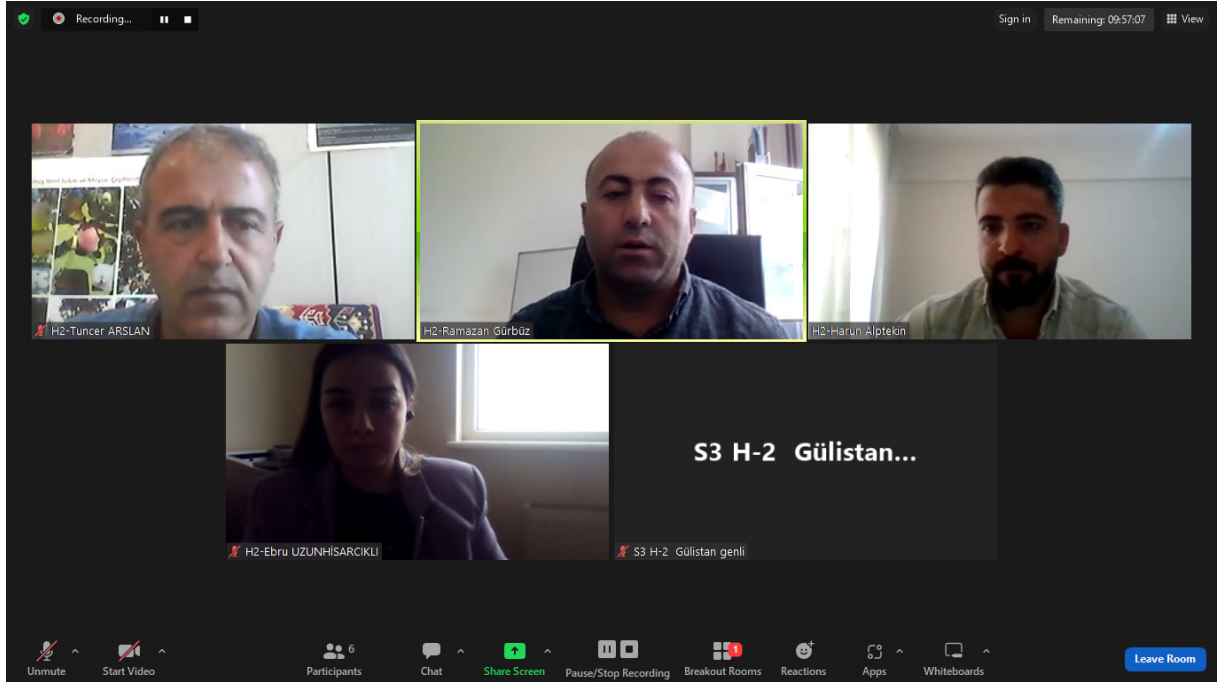 Recording...
Sign in
Remaining: 09:57:07
View
H2-Tuncer ARSLAN
H2-Ramazan Gürbüz
H2-Harun Alptekin
S3 H-2 Gülistan...
H2-Ebru UZUNHİSARCIKLI
S3 H-2 Gülistan genli
6
1
Unmute
Start Video
Participants
Chat
Share Screen
Pause/Stop Recording
Breakout Rooms
Reactions
Apps
Whiteboards
Leave Room